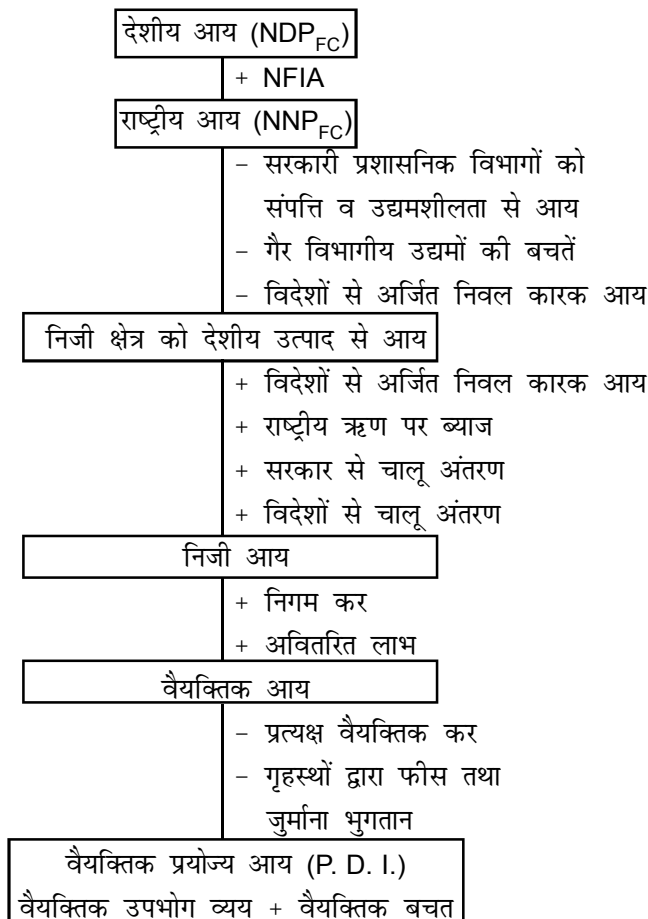 देशीय आय (NDP_FC)
+ NFIA
राष्ट्रीय आय (NNP_FC)
– सरकारी प्रशासनिक विभागों को
संपत्ति व उद्यमशीलता से आय
– गैर विभागीय उद्यमों की बचतें
– विदेशों से अर्जित निवल कारक आय
निजी क्षेत्र को देशीय उत्पाद से आय
+ विदेशों से अर्जित निवल कारक आय
+ राष्ट्रीय ऋण पर ब्याज
+ सरकार से चालू अंतरण
+ विदेशों से चालू अंतरण
निजी आय
+ निगम कर
+ अवितरित लाभ
वैयक्तिक आय
– प्रत्यक्ष वैयक्तिक कर
– गृहस्थों द्वारा फीस तथा
जुर्माना भुगतान
वैयक्तिक प्रयोज्य आय (P. D. I.)
वैयक्तिक उपभोग व्यय + वैयक्तिक बचत